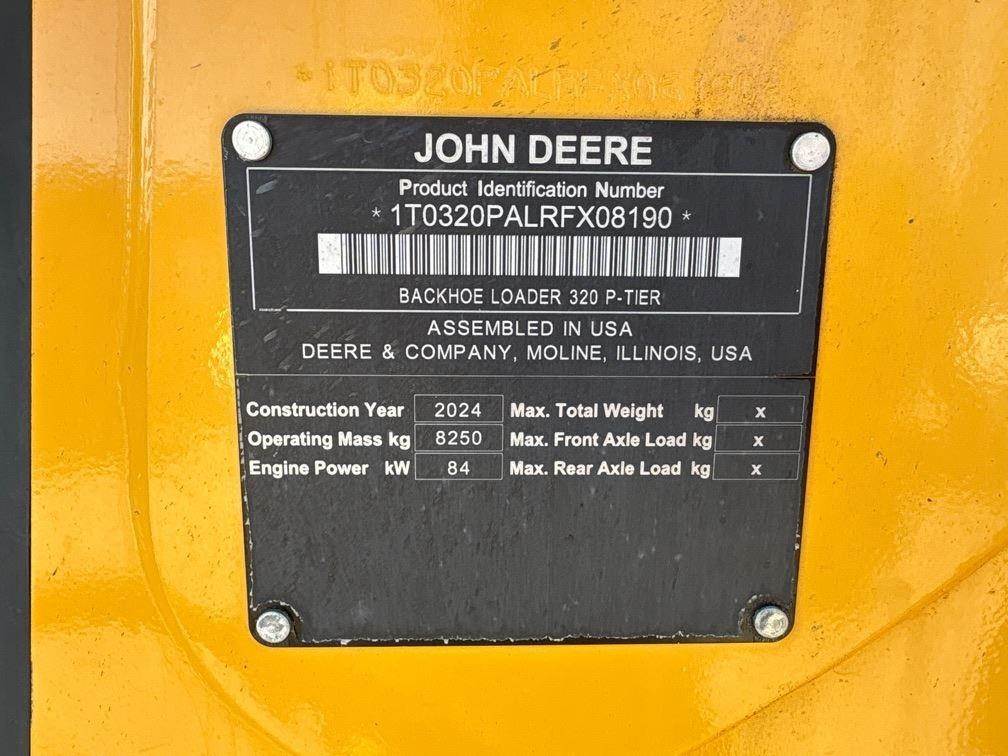 *1T0320PALRFX08190
JOHN DEERE
Product Identification Number
*1T0320PALRFX08190*
BACKHOE LOADER 320 P-TIER
ASSEMBLED IN USA
DEERE & COMPANY, MOLINE, ILLINOIS, USA
Construction Year 2024 Max. Total Weight kg x
Operating Mass kg 8250 Max. Front Axle Load kg x
Engine Power kW 84 Max. Rear Axle Load kg x